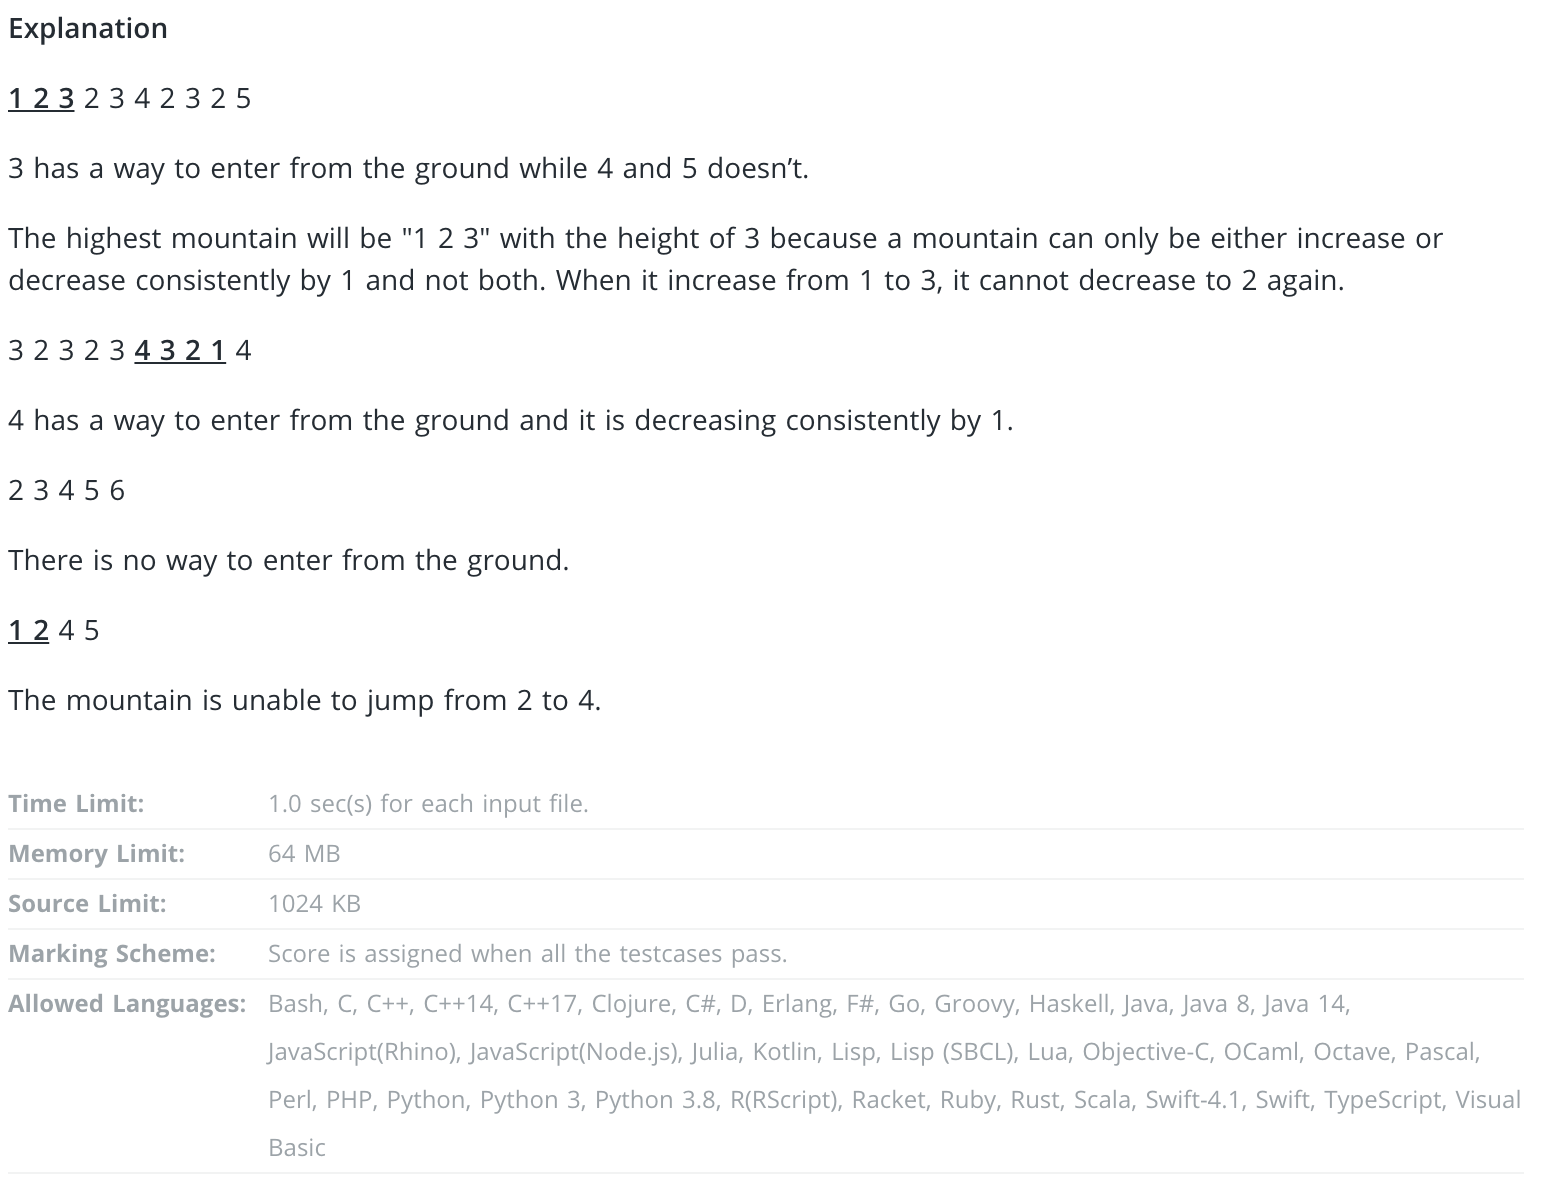 Explanation
1 2 3 2 3 4 2 3 2 5
3 has a way to enter from the ground while 4 and 5 doesn’t.
The highest mountain will be "1 2 3" with the height of 3 because a mountain can only be either increase or
decrease consistently by 1 and not both. When it increase from 1 to 3, it cannot decrease to 2 again.
3 2 3 2 3 4 3 2 1 4
4 has a way to enter from the ground and it is decreasing consistently by 1.
2 3 4 5 6
There is no way to enter from the ground.
1 2 4 5
The mountain is unable to jump from 2 to 4.
Time Limit: 1.0 sec(s) for each input file.
Memory Limit: 64 MB
Source Limit: 1024 KB
Marking Scheme: Score is assigned when all the testcases pass.
Allowed Languages: Bash, C, C++, C++14, C++17, Clojure, C#, D, Erlang, F#, Go, Groovy, Haskell, Java, Java 8, Java 14,
JavaScript(Rhino), JavaScript(Node.js), Julia, Kotlin, Lisp, Lisp (SBCL), Lua, Objective-C, OCaml, Octave, Pascal,
Perl, PHP, Python, Python 3, Python 3.8, R(RScript), Racket, Ruby, Rust, Scala, Swift-4.1, Swift, TypeScript, Visual
Basic